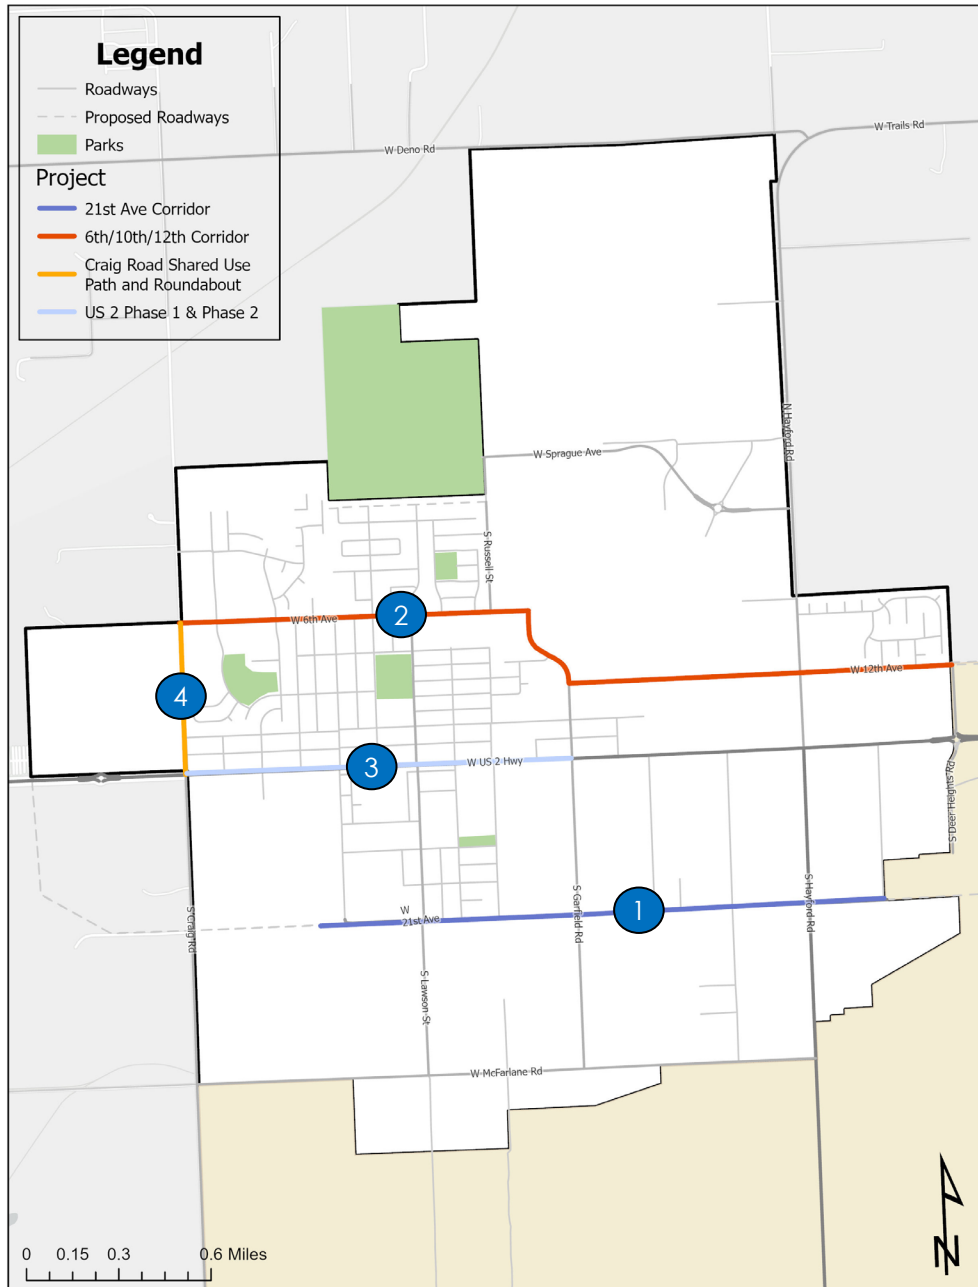 Legend
Roadways
Proposed Roadways
Parks
Project
21st Ave Corridor
6th/10th/12th Corridor
Craig Road Shared Use
Path and Roundabout
US 2 Phase 1 & Phase 2
W Deno Rd
W Trails Rd
N Hayford Rd
W Sprague Ave
S Russell St
2
W 6th Ave
W 12th Ave
4
3
W US 2 Hwy
S Deer Heights Rd
1
W
21st Ave
S Craig Rd
S Garfield Rd
S Hayford Rd
S Lawson St
W McFarlane Rd
0 0.15 0.3 0.6 Miles
N